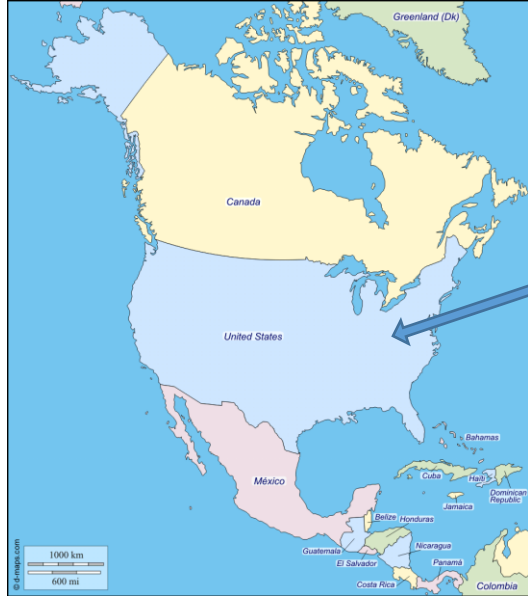 Greenland (Dk)
Canada
United States
Bahamas
México
Cuba
Haïti
Dominican
Republic
Jamaica
Belize
Honduras
Guatemala
Nicaragua
El Salvador
Costa Rica
Panamá
Colombia
1000 km
600 mi
© d-maps.com